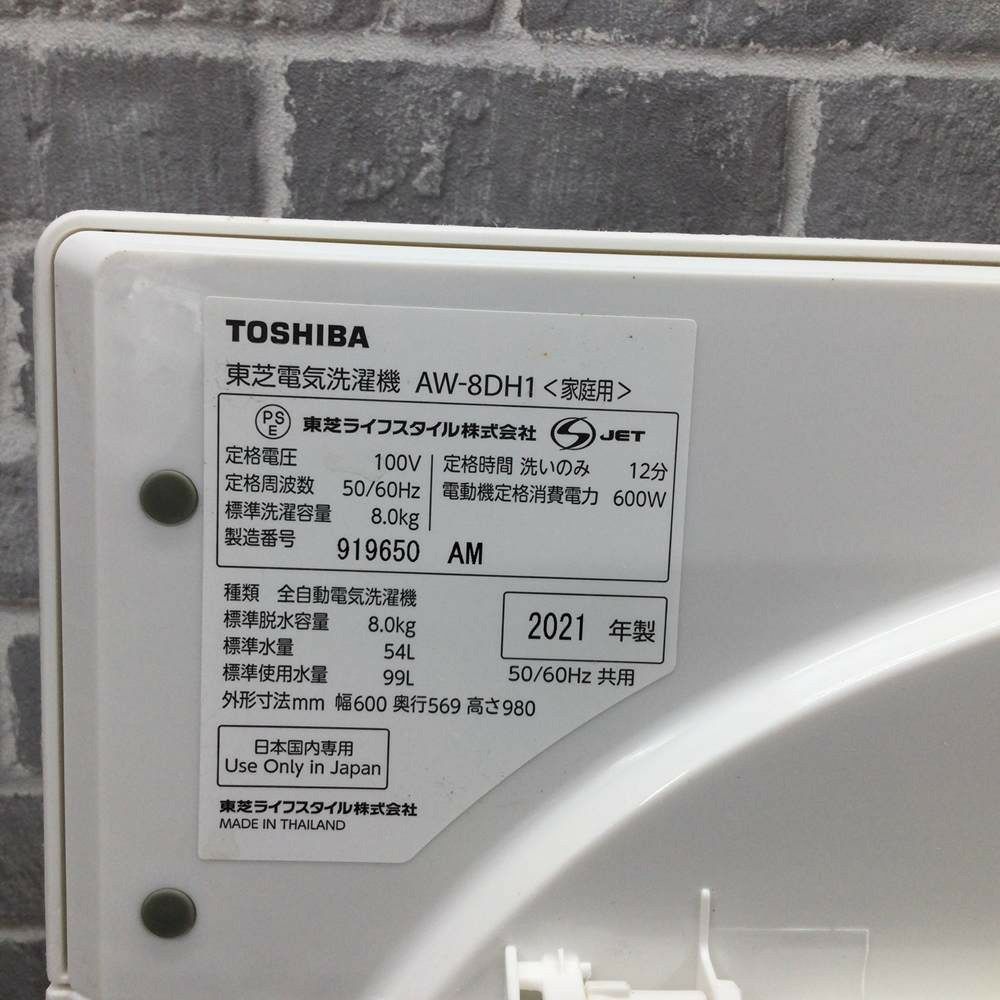 TOSHIBA
東芝電気洗濯機 AW-8DH1 <家庭用>
PSE 東芝ライフスタイル株式会社 S JET
定格電圧 100V 定格時間 洗いのみ 12分
定格周波数 50/60Hz 電動機定格消費電力 600W
標準洗濯容量 8.0kg
製造番号 919650 AM
種類 全自動電気洗濯機
標準脱水容量 8.0kg 2021 年製
標準水量 54L
標準使用水量 99L 50/60Hz 共用
外形寸法mm 幅600 奥行569 高さ980
日本国内専用
Use Only in Japan
東芝ライフスタイル株式会社
MADE IN THAILAND